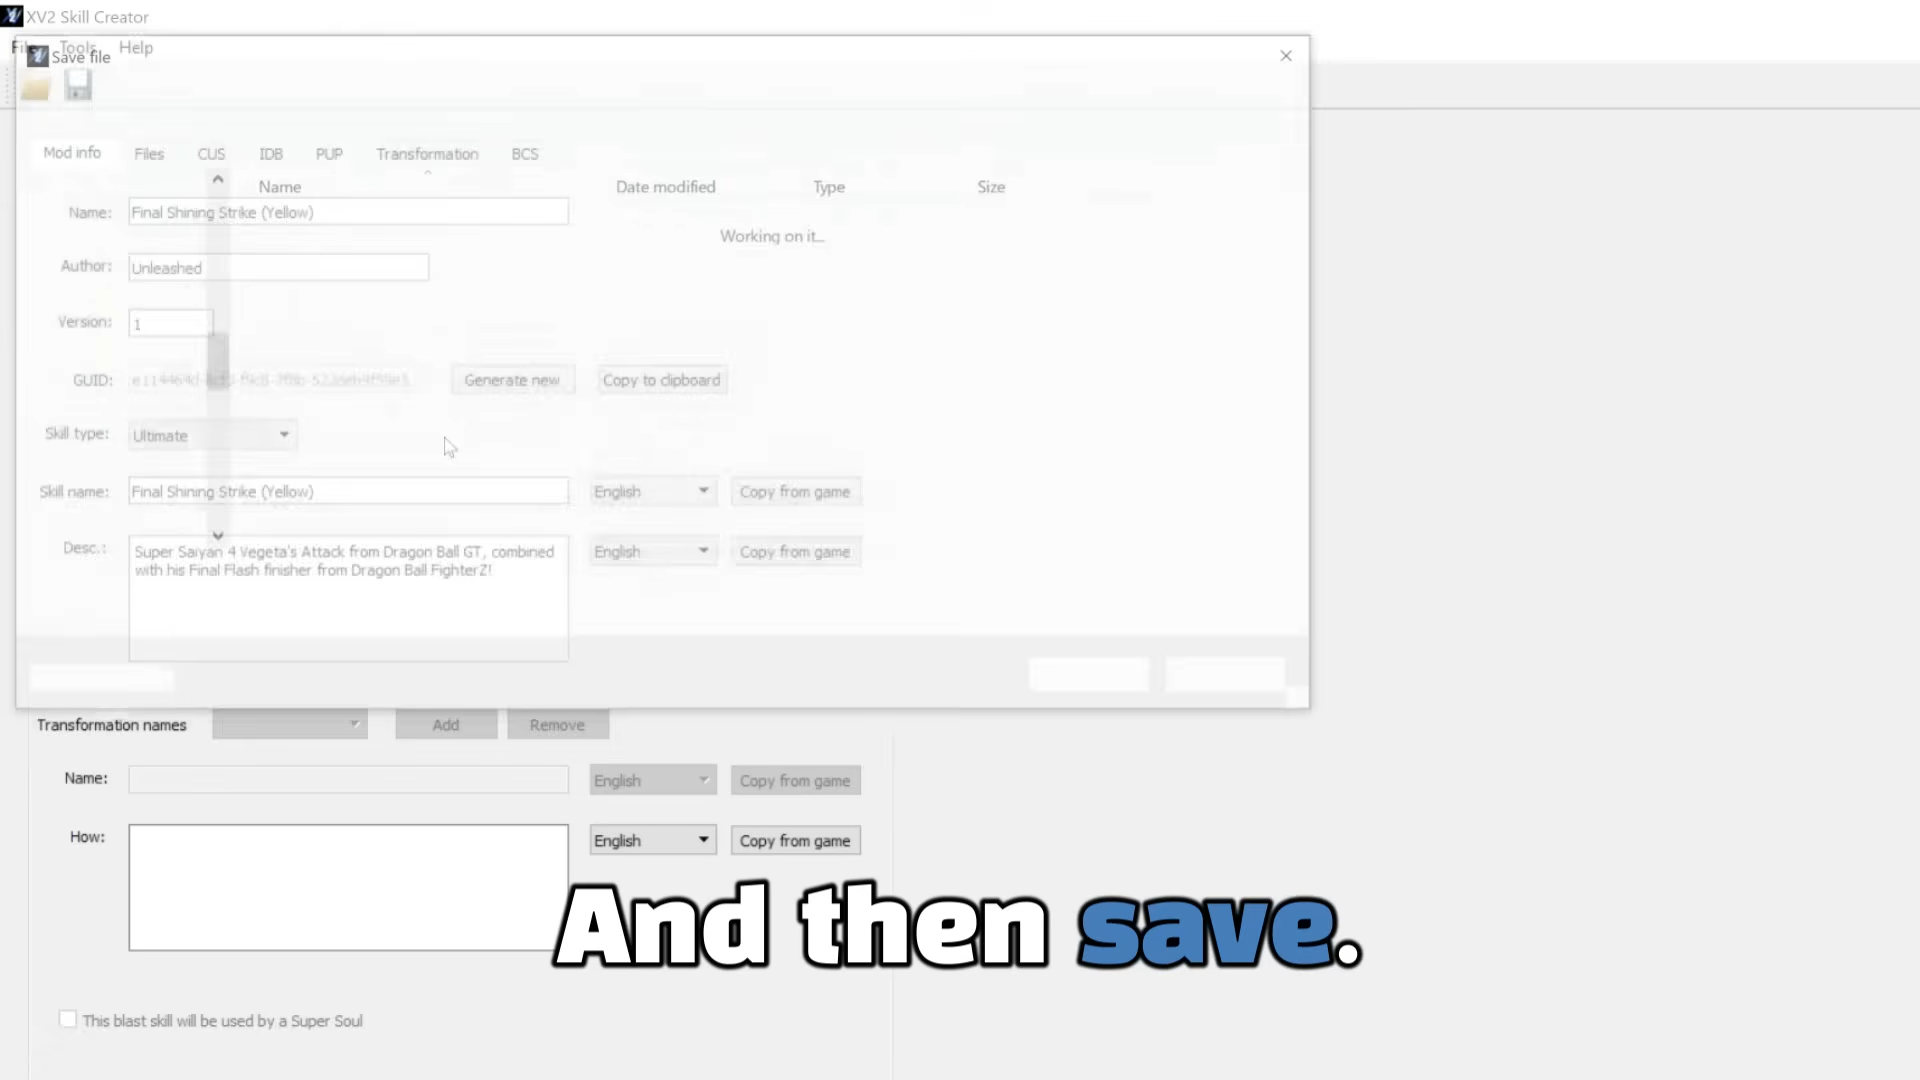 XV2 Skill Creator
File Tools Help
Save file
Mod info Files CUS IDB PUP Transformation BCS
Name Date modified Type Size
Working on it...
Name: Final Shining Strike (Yellow)
Author: Unleashed
Version: 1
GUID: Generate new Copy to clipboard
Skill type: Ultimate
Skill name: Final Shining Strike (Yellow) English Copy from game
Desc.: Super Saiyan 4 Vegeta's Attack from Dragon Ball GT, combined English Copy from game
with his Final Flash finisher from Dragon Ball FighterZ!
Transformation names Add Remove
Name: English Copy from game
How: English Copy from game
And then save.
This blast skill will be used by a Super Soul